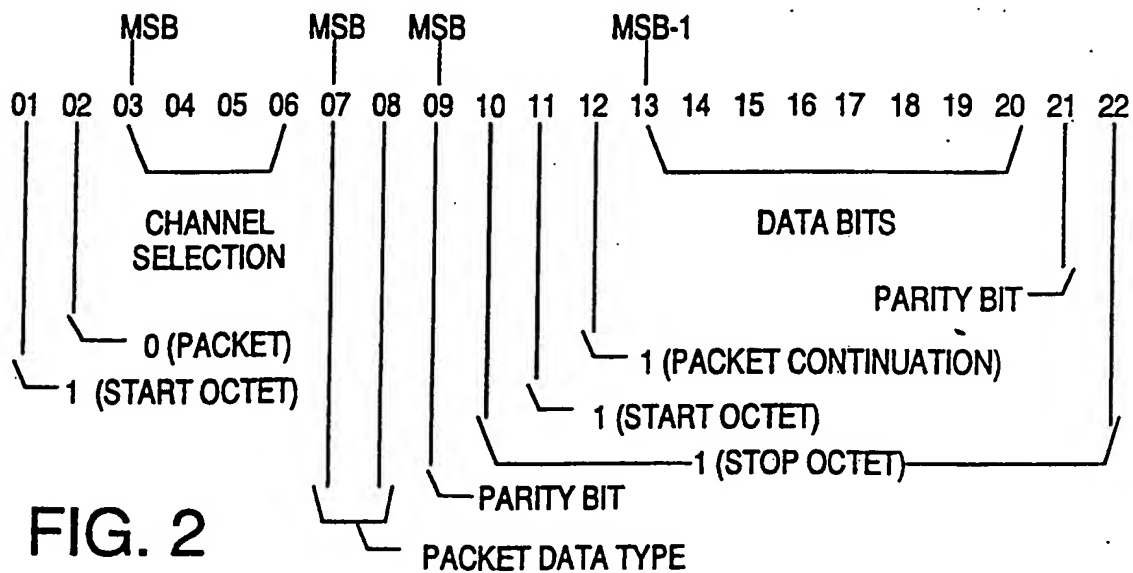 MSB MSB MSB MSB-1
01 02 03 04 05 06 07 08 09 10 11 12 13 14 15 16 17 18 19 20 21 22
CHANNEL
SELECTION
DATA BITS
PARITY BIT
0 (PACKET)
1 (PACKET CONTINUATION)
1 (START OCTET)
1 (START OCTET)
1 (STOP OCTET)
PARITY BIT
PACKET DATA TYPE
FIG. 2